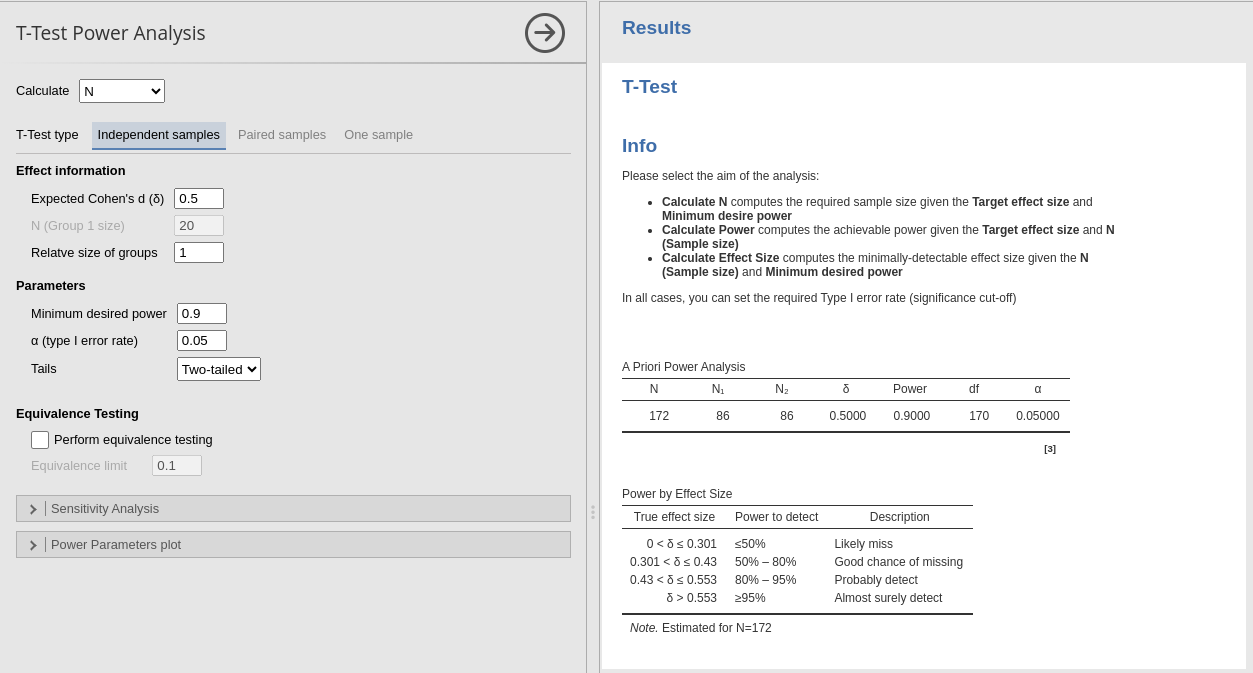 T-Test Power Analysis
Calculate N
T-Test type Independent samples Paired samples One sample
Effect information
Expected Cohen's d (δ) 0.5
N (Group 1 size) 20
Relatve size of groups 1
Parameters
Minimum desired power 0.9
α (type I error rate) 0.05
Tails Two-tailed
Equivalence Testing
Perform equivalence testing
Equivalence limit 0.1
Sensitivity Analysis
Power Parameters plot
Results
T-Test
Info
Please select the aim of the analysis:
• Calculate N computes the required sample size given the Target effect size and
Minimum desire power
• Calculate Power computes the achievable power given the Target effect size and N
(Sample size)
• Calculate Effect Size computes the minimally-detectable effect size given the N
(Sample size) and Minimum desired power
In all cases, you can set the required Type I error rate (significance cut-off)
A Priori Power Analysis
N N₁ N₂ δ Power df α
172 86 86 0.5000 0.9000 170 0.05000
[3]
Power by Effect Size
True effect size Power to detect Description
0 < δ ≤ 0.301 ≤50% Likely miss
0.301 < δ ≤ 0.43 50% – 80% Good chance of missing
0.43 < δ ≤ 0.553 80% – 95% Probably detect
δ > 0.553 ≥95% Almost surely detect
Note. Estimated for N=172